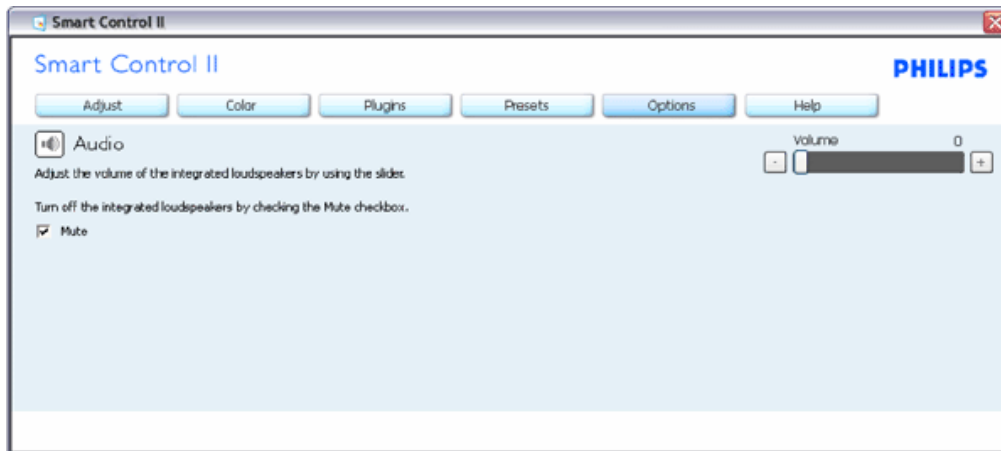 Smart Control II
Smart Control II
PHILIPS
Adjust Color Plugins Presets Options Help
Audio
Volume 0
- +
Adjust the volume of the integrated loudspeakers by using the slider.
Turn off the integrated loudspeakers by checking the Mute checkbox.
Mute